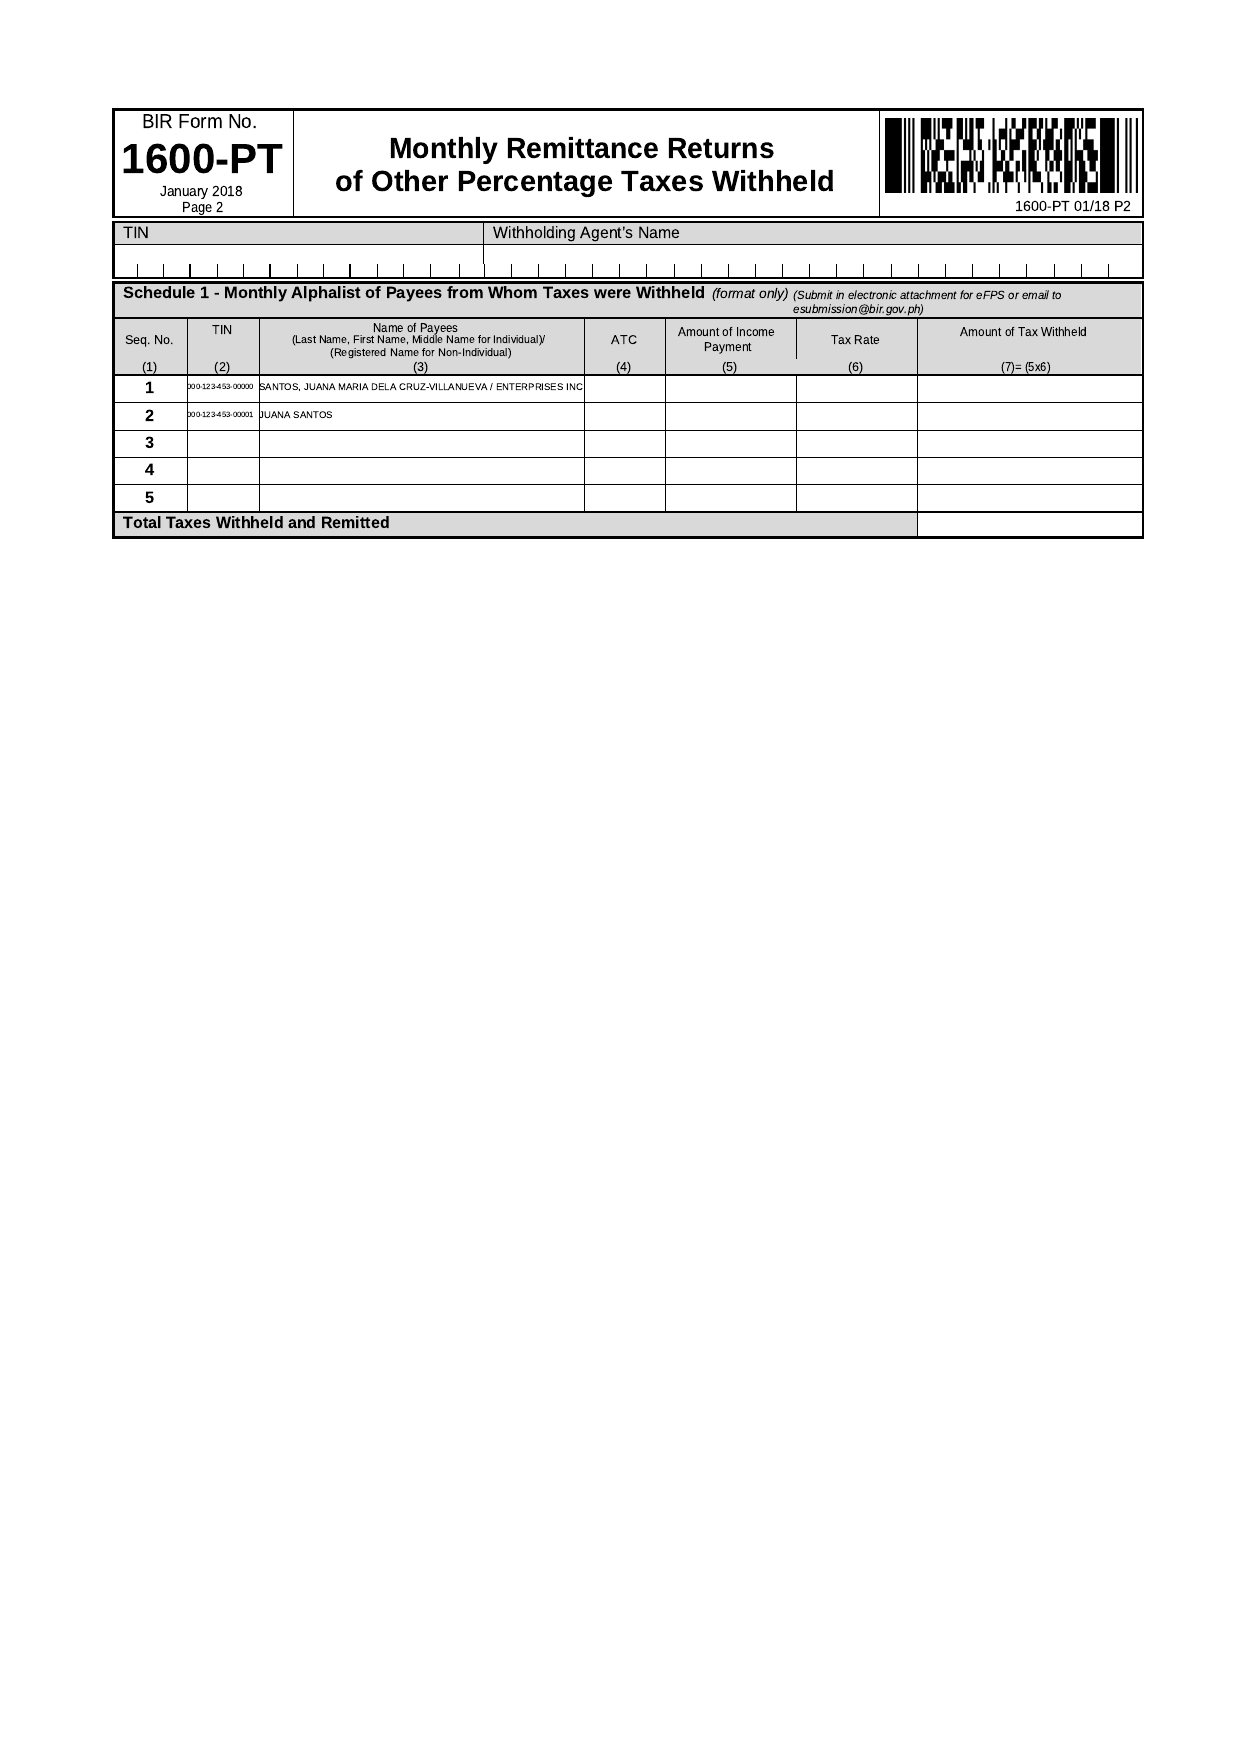 BIR Form No.
1600-PT
January 2018
Page 2
Monthly Remittance Returns
of Other Percentage Taxes Withheld
1600-PT 01/18 P2
TIN
Withholding Agent's Name
Schedule 1 - Monthly Alphalist of Payees from Whom Taxes were Withheld (format only) (Submit in electronic attachment for eFPS or email to
esubmission@bir.gov.ph)
Seq. No.
(1)
TIN
(2)
Name of Payees
(Last Name, First Name, Middle Name for Individual)/
(Registered Name for Non-Individual)
(3)
ATC
(4)
Amount of Income
Payment
(5)
Tax Rate
(6)
Amount of Tax Withheld
(7)= (5x6)
1 000-123-453-00000 SANTOS, JUANA MARIA DELA CRUZ-VILLANUEVA / ENTERPRISES INC
2 000-123-453-00001 JUANA SANTOS
3
4
5
Total Taxes Withheld and Remitted